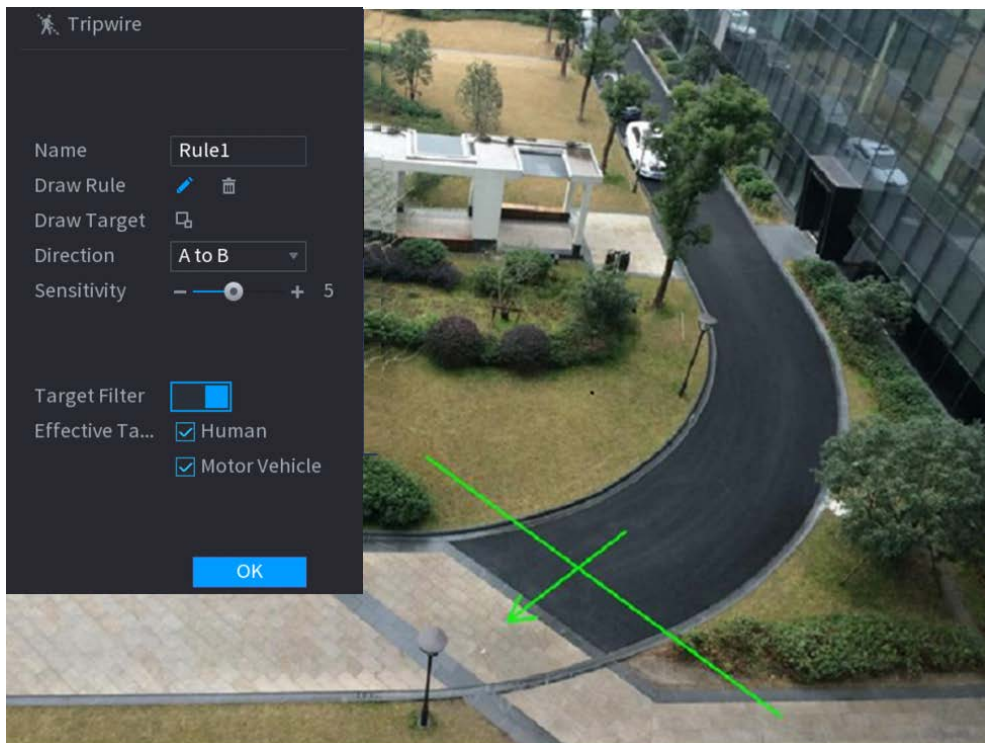 Tripwire
Name Rule1
Draw Rule
Draw Target
Direction A to B
Sensitivity - + 5
Target Filter
Effective Ta... Human
Motor Vehicle
OK